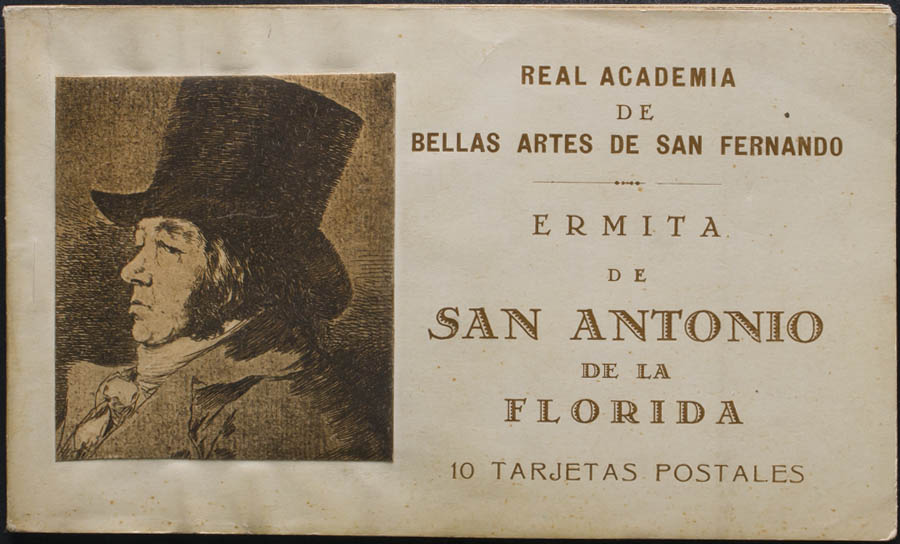 REAL ACADEMIA
DE
BELLAS ARTES DE SAN FERNANDO
ERMITA
DE
SAN ANTONIO
DE LA
FLORIDA
10 TARJETAS POSTALES